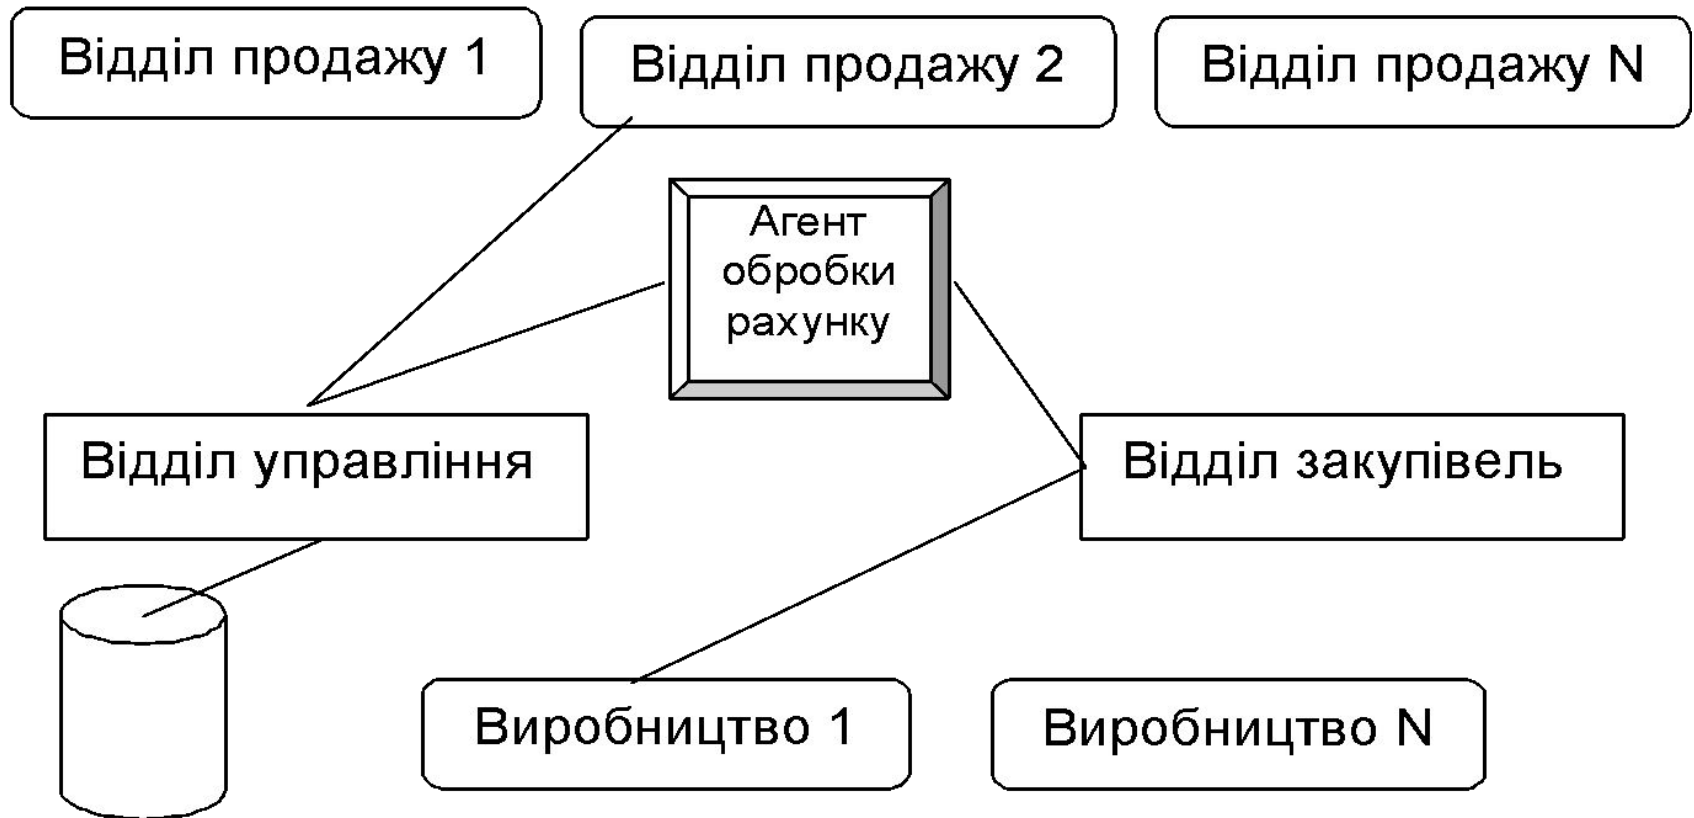 Відділ продажу 1
Відділ продажу 2
Відділ продажу N
Агент
обробки
рахунку
Відділ управління
Відділ закупівель
Виробництво 1
Виробництво N